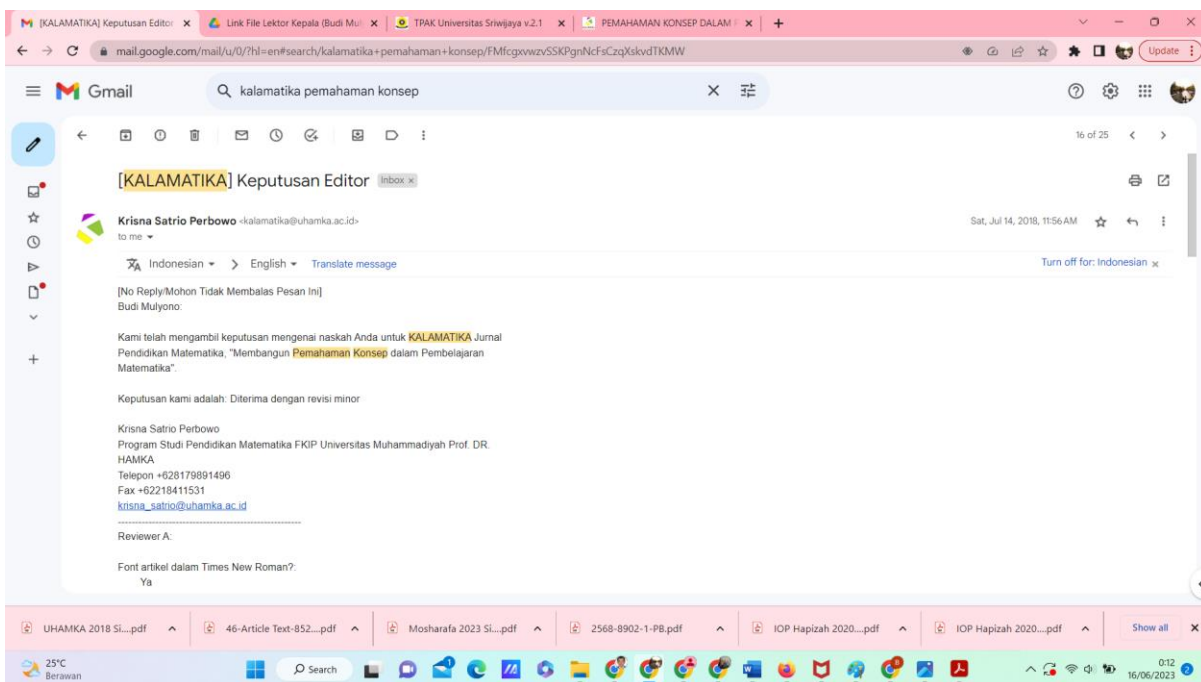 [KALAMATIKA] Keputusan Editor
Link File Lektor Kepala (Budi Mul
TPAK Universitas Sriwijaya v.2.1
PEMAHAMAN KONSEP DALAM
mail.google.com/mail/u/0/?hl=en#search/kalamatika+pemahaman+konsep/FMfcgxvwzvSSKPgnNcFsCzqXskvdTKMW
Update
Gmail
kalamatika pemahaman konsep
16 of 25
[KALAMATIKA] Keputusan Editor Inbox x
Krisna Satrio Perbowo <kalamatika@uhamka.ac.id>
Sat, Jul 14, 2018, 11:56 AM
to me
Indonesian > English Translate message
Turn off for: Indonesian x
[No Reply/Mohon Tidak Membalas Pesan Ini]
Budi Mulyono:
Kami telah mengambil keputusan mengenai naskah Anda untuk KALAMATIKA Jurnal
Pendidikan Matematika, "Membangun Pemahaman Konsep dalam Pembelajaran
Matematika".
Keputusan kami adalah: Diterima dengan revisi minor
Krisna Satrio Perbowo
Program Studi Pendidikan Matematika FKIP Universitas Muhammadiyah Prof. DR.
HAMKA
Telepon +628179891496
Fax +62218411531
krisna_satrio@uhamka.ac.id
------------------------------------------------------
Reviewer A:
Font artikel dalam Times New Roman?:
Ya
UHAMKA 2018 Si....pdf
46-Article Text-852....pdf
Mosharafa 2023 Si....pdf
2568-8902-1-PB.pdf
IOP Hapizah 2020....pdf
IOP Hapizah 2020....pdf
Show all
25°C
Berawan
Search
0:12
16/06/2023
2